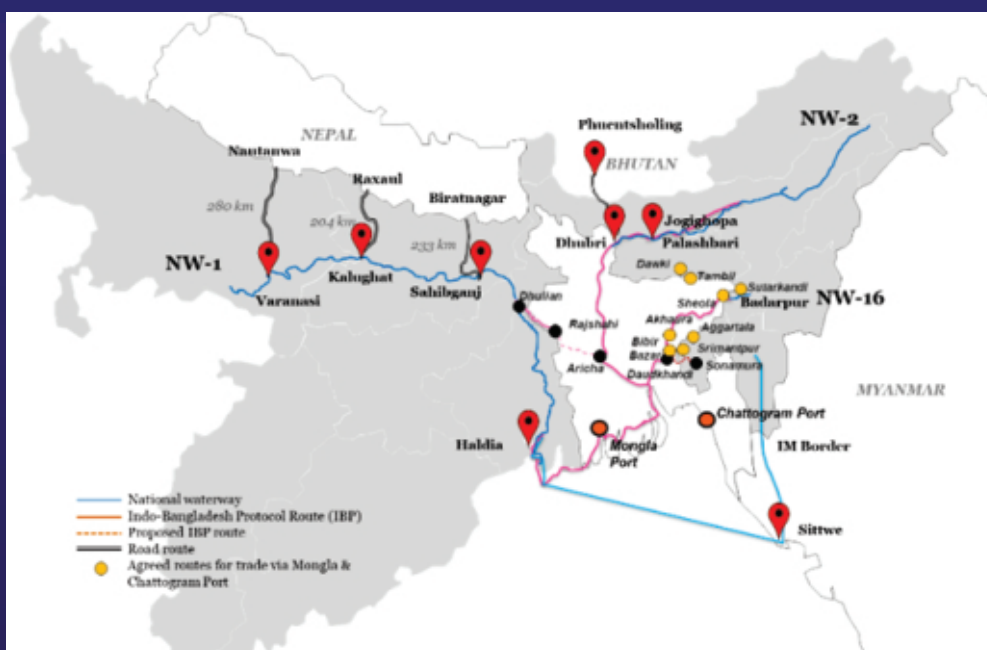 NW-2
Phuentsholing
NEPAL
BHUTAN
Nautanwa
Raxaul
Biratnagar
280 km
204 km
233 km
Jogighopa
Dhubri
Palashbari
NW-1
Kalughat
Dawki
Tambil
Varanasi
Sahibganj
Sutarkandi
Sheola
Badarpur
NW-16
Dhulian
Rajshahi
Akhaura
Aggartala
Bibir
Bazar
Srimantpur
Aricha
Daudkhandi
Sonamura
MYANMAR
Chattogram Port
Haldia
Mongla
Port
IM Border
National waterway
Indo-Bangladesh Protocol Route (IBP)
Proposed IBP route
Road route
Agreed routes for trade via Mongla &
Chattogram Port
Sittwe